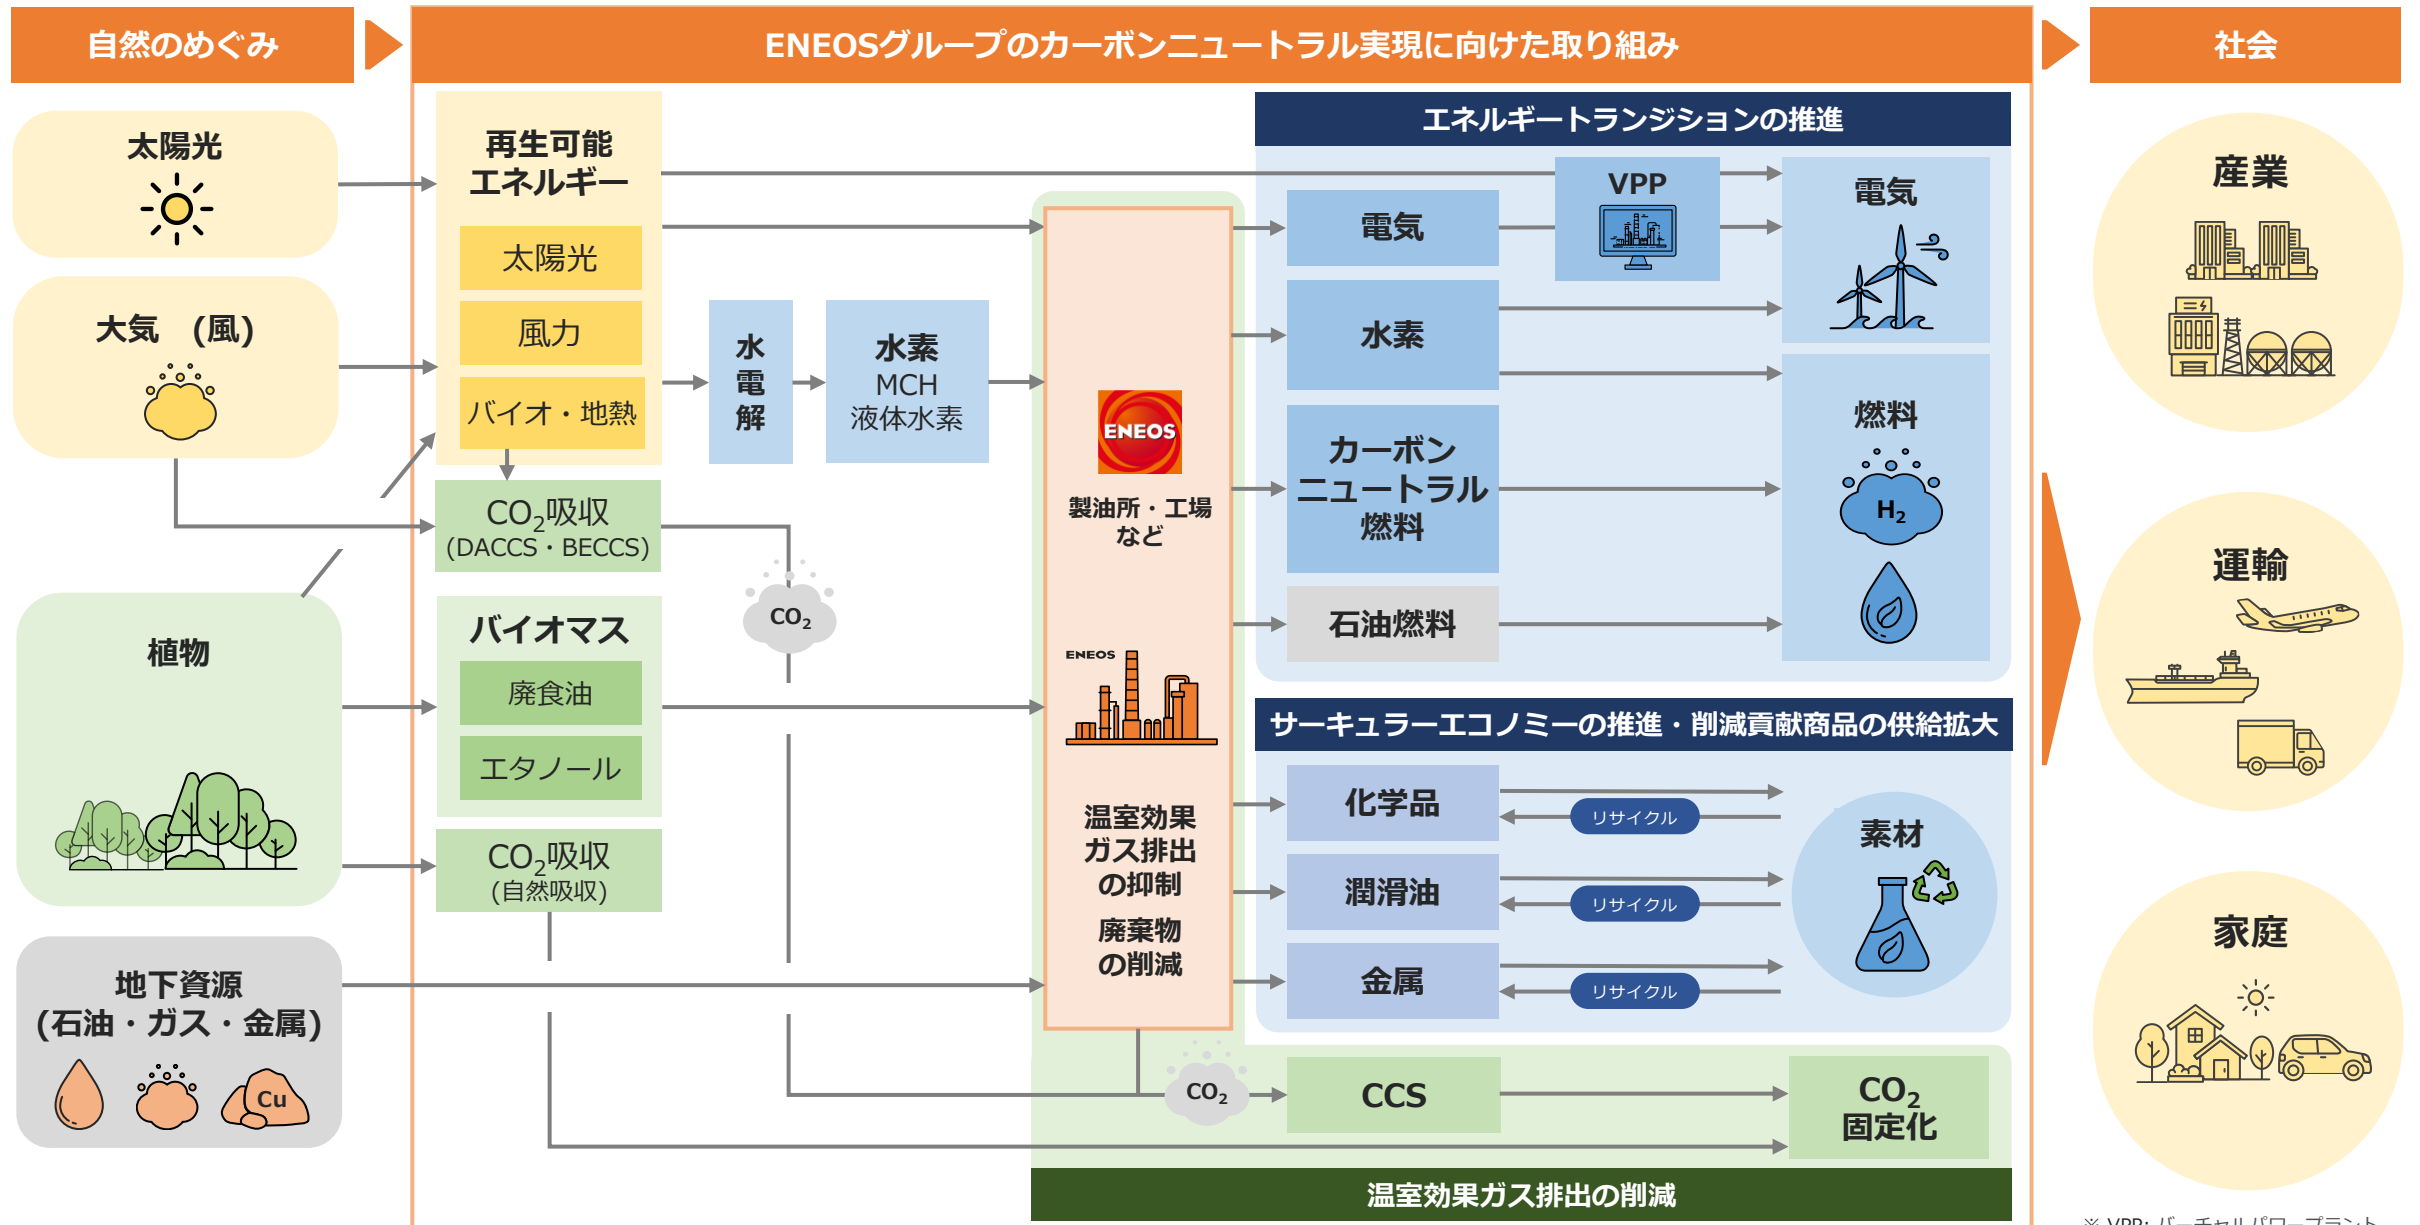 自然のめぐみ
ENEOSグループのカーボンニュートラル実現に向けた取り組み
社会
太陽光
大気 (風)
植物
地下資源
(石油・ガス・金属)
Cu
再生可能
エネルギー
太陽光
風力
バイオ・地熱
CO₂吸収
(DACCS・BECCS)
バイオマス
廃食油
エタノール
CO₂吸収
(自然吸収)
水
電
解
水素
MCH
液体水素
CO₂
ENEOS
製油所・工場
など
ENEOS
温室効果
ガス排出
の抑制
廃棄物
の削減
エネルギートランジションの推進
電気
VPP
電気
水素
カーボン
ニュートラル
燃料
石油燃料
燃料
H₂
サーキュラーエコノミーの推進・削減貢献商品の供給拡大
化学品
リサイクル
潤滑油
リサイクル
金属
リサイクル
素材
CO₂
CCS
CO₂
固定化
温室効果ガス排出の削減
産業
運輸
家庭
※ VPP: バーチャルパワープラント